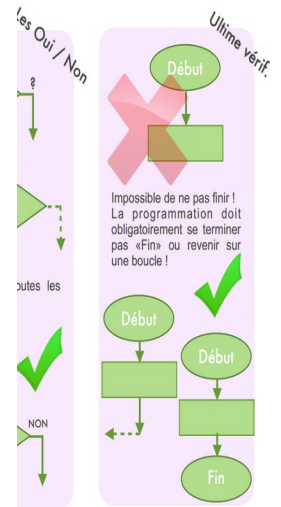 Les Oui / Non
?
outes les
NON
Ultime vérif.
Début
Impossible de ne pas finir !
La programmation doit
obligatoirement se terminer
pas «Fin» ou revenir sur
une boucle !
Début
Début
Fin